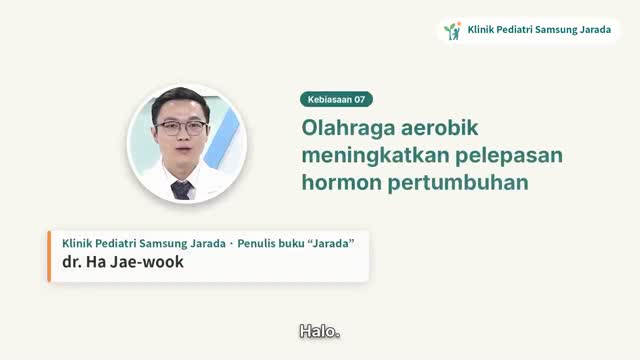 Klinik Pediatri Samsung Jarada
Kebiasaan 07
Olahraga aerobik
meningkatkan pelepasan
hormon pertumbuhan
Klinik Pediatri Samsung Jarada · Penulis buku “Jarada”
dr. Ha Jae-wook
Halo.